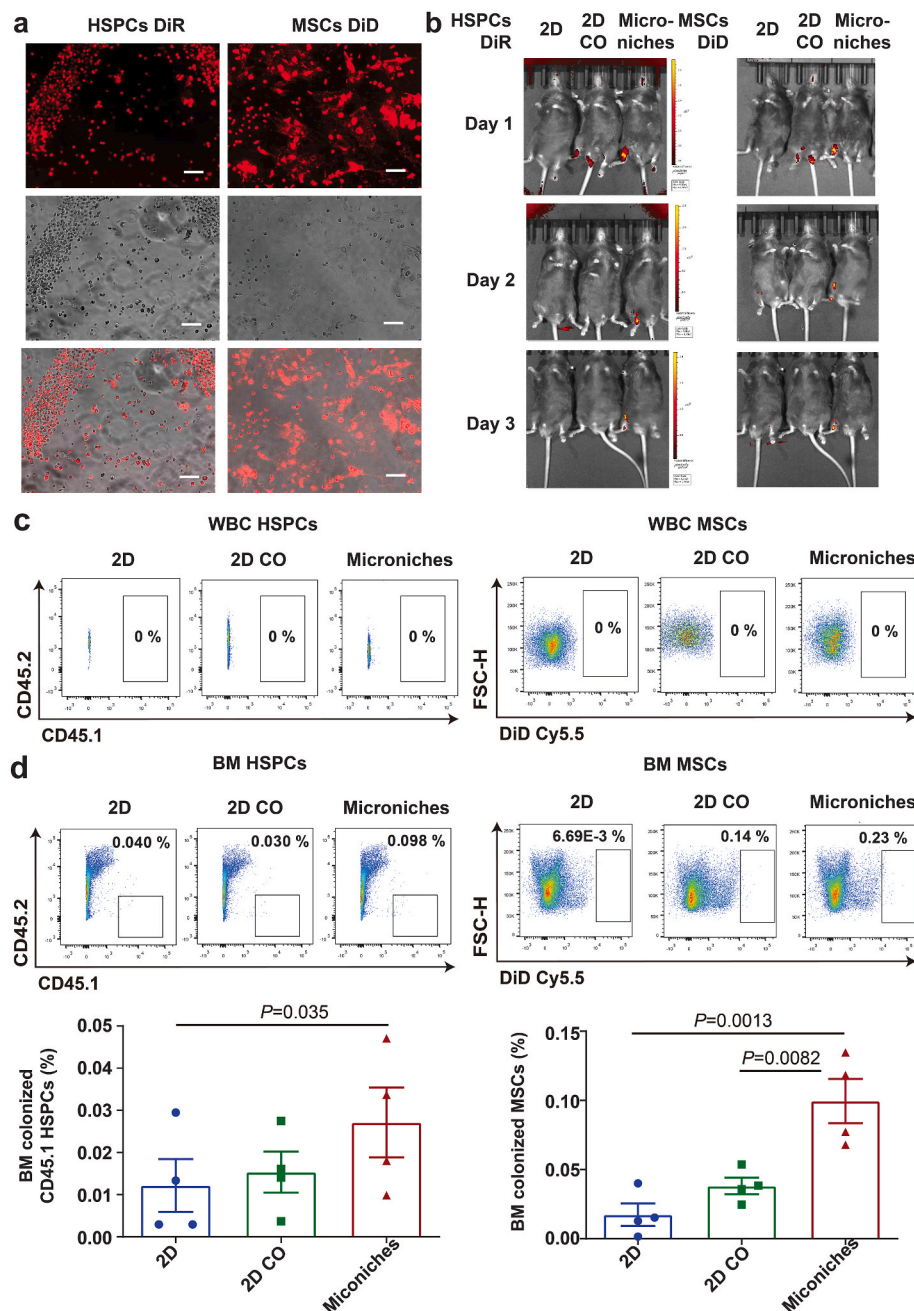 a
HSPCs DiR
MSCs DiD
b
HSPCs DiR
2D
2D CO
Micro-niches
MSCs DiD
2D
2D CO
Micro-niches
Day 1
Day 2
Day 3
c
WBC HSPCs
2D
2D CO
Microniches
0 %
0 %
0 %
CD45.2
CD45.1
WBC MSCs
2D
2D CO
Microniches
0 %
0 %
0 %
FSC-H
DiD Cy5.5
d
BM HSPCs
2D
2D CO
Microniches
0.040 %
0.030 %
0.098 %
CD45.2
CD45.1
BM MSCs
2D
2D CO
Microniches
6.69E-3 %
0.14 %
0.23 %
FSC-H
DiD Cy5.5
P=0.035
BM colonized
CD45.1 HSPCs (%)
0.05
0.04
0.03
0.02
0.01
0.00
2D
2D CO
Miconiches
P=0.0013
P=0.0082
BM colonized MSCs (%)
0.15
0.10
0.05
0.00
2D
2D CO
Miconiches